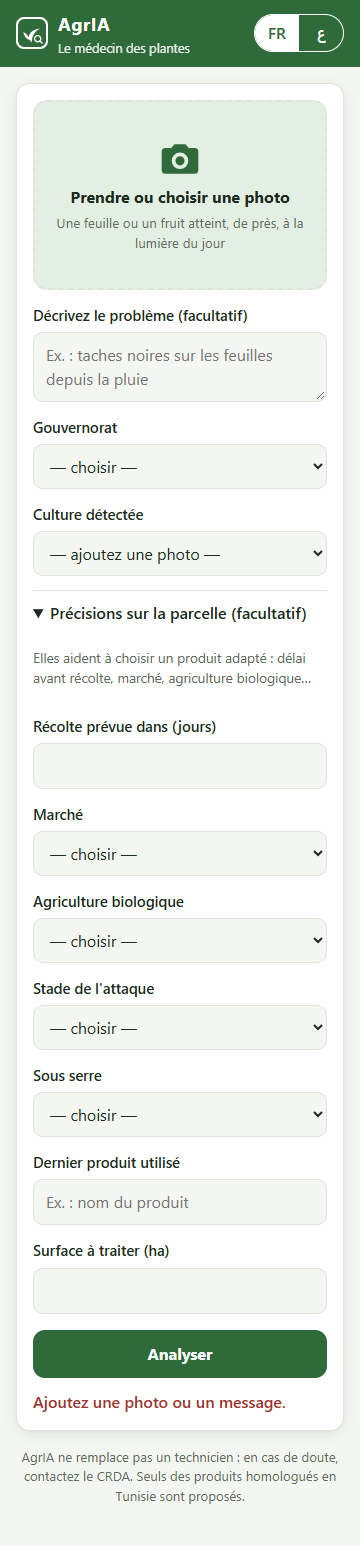 AgrIA
Le médecin des plantes
FR
ع
Prendre ou choisir une photo
Une feuille ou un fruit atteint, de près, à la
lumière du jour
Décrivez le problème (facultatif)
Ex. : taches noires sur les feuilles
depuis la pluie
Gouvernorat
— choisir —
Culture détectée
— ajoutez une photo —
▼ Précisions sur la parcelle (facultatif)
Elles aident à choisir un produit adapté : délai
avant récolte, marché, agriculture biologique…
Récolte prévue dans (jours)
Marché
— choisir —
Agriculture biologique
— choisir —
Stade de l'attaque
— choisir —
Sous serre
— choisir —
Dernier produit utilisé
Ex. : nom du produit
Surface à traiter (ha)
Analyser
Ajoutez une photo ou un message.
AgrIA ne remplace pas un technicien : en cas de doute,
contactez le CRDA. Seuls des produits homologués en
Tunisie sont proposés.